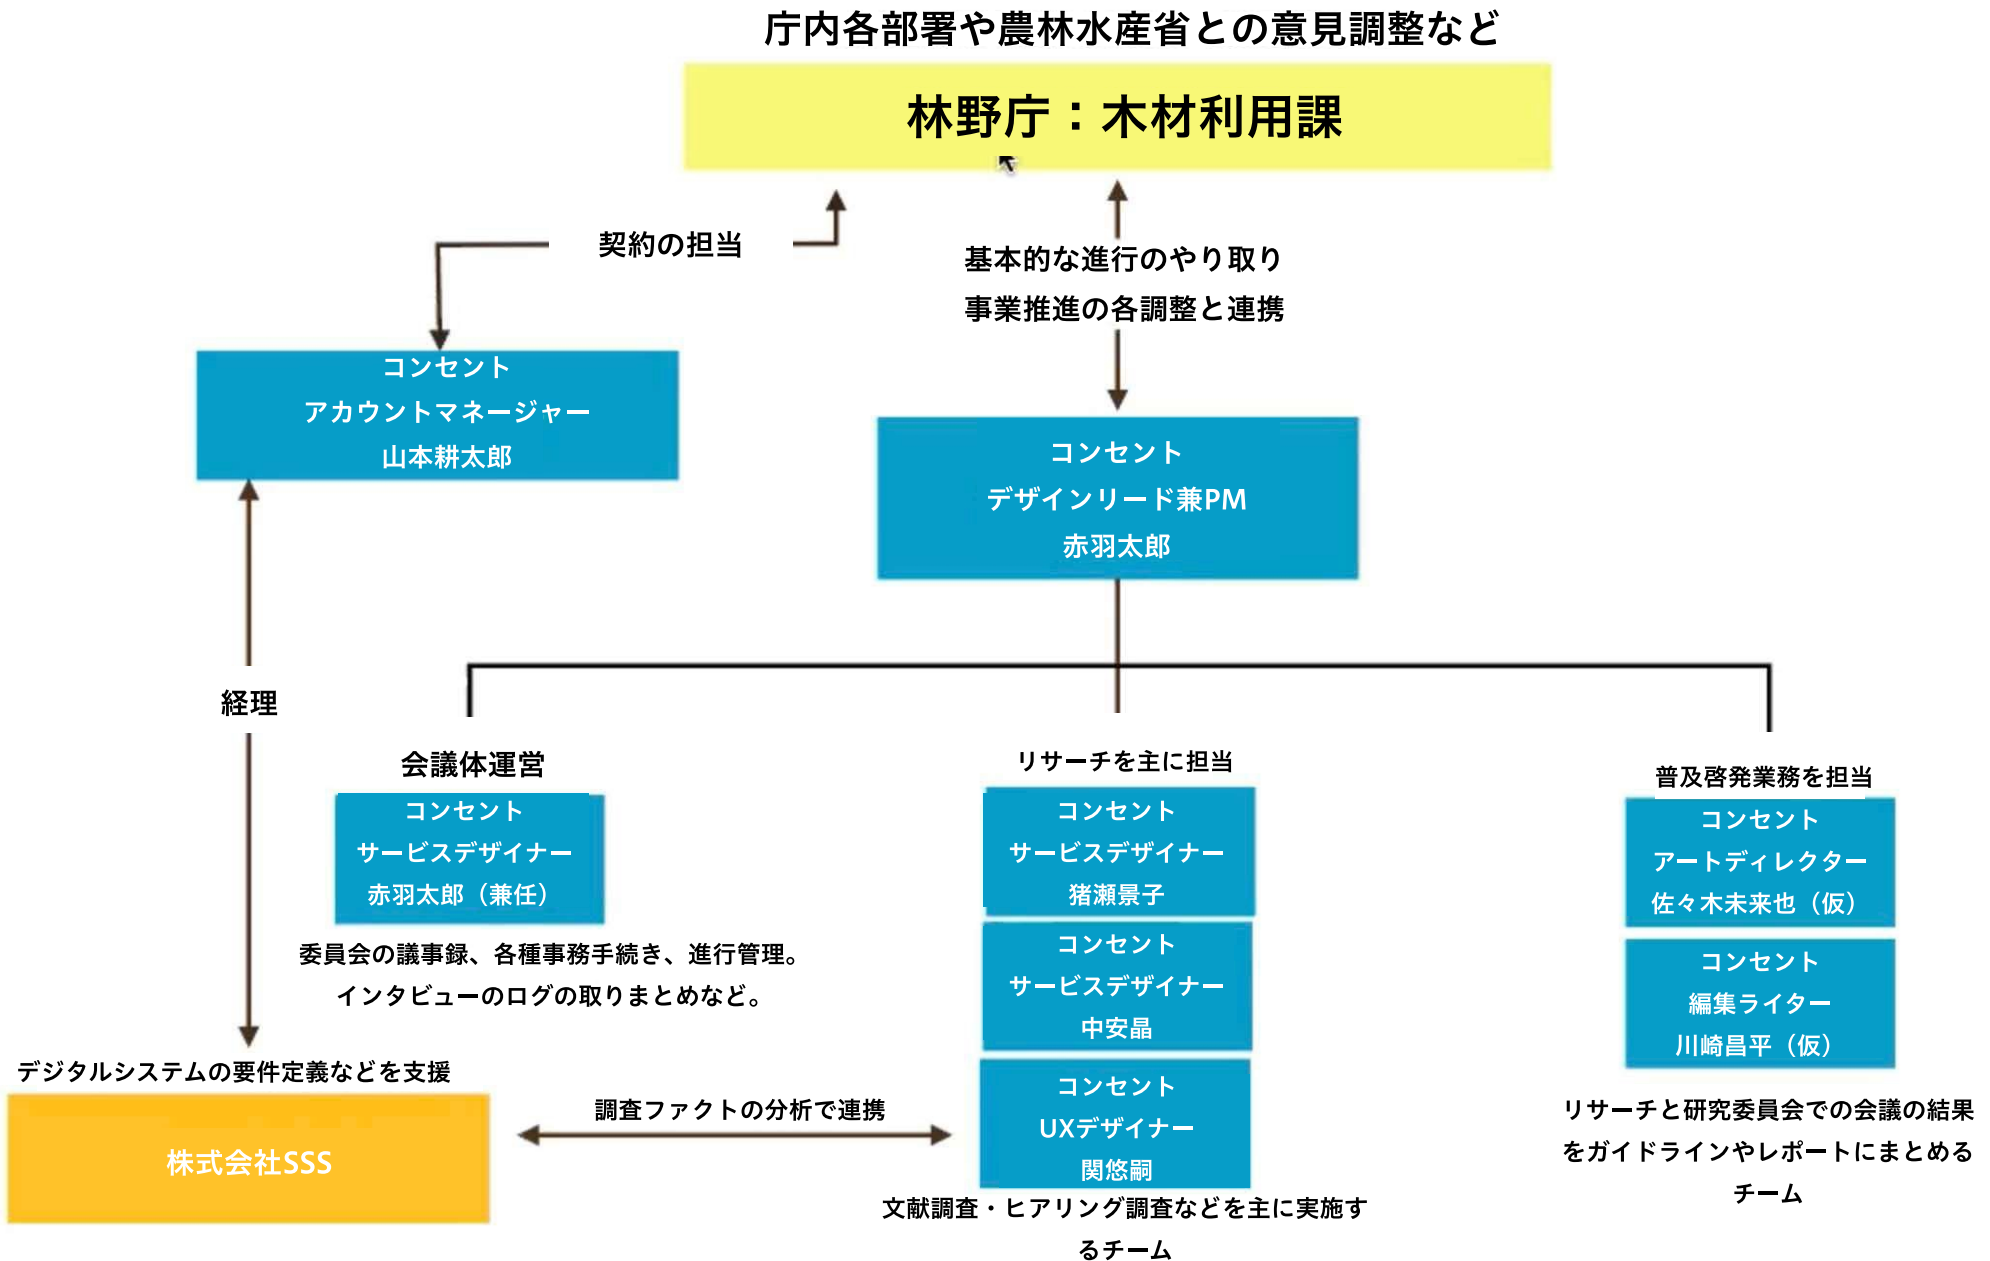 庁内各部署や農林水産省との意見調整など
林野庁：木材利用課
契約の担当
基本的な進行のやり取り
事業推進の各調整と連携
コンセント
アカウントマネージャー
山本耕太郎
コンセント
デザインリード兼PM
赤羽太郎
経理
会議体運営
コンセント
サービスデザイナー
赤羽太郎（兼任）
委員会の議事録、各種事務手続き、進行管理。
インタビューのログの取りまとめなど。
リサーチを主に担当
コンセント
サービスデザイナー
猪瀬景子
コンセント
サービスデザイナー
中安晶
コンセント
UXデザイナー
関悠嗣
文献調査・ヒアリング調査などを主に実施す
るチーム
普及啓発業務を担当
コンセント
アートディレクター
佐々木未来也（仮）
コンセント
編集ライター
川崎昌平（仮）
リサーチと研究委員会での会議の結果
をガイドラインやレポートにまとめる
チーム
デジタルシステムの要件定義などを支援
株式会社SSS
調査ファクトの分析で連携